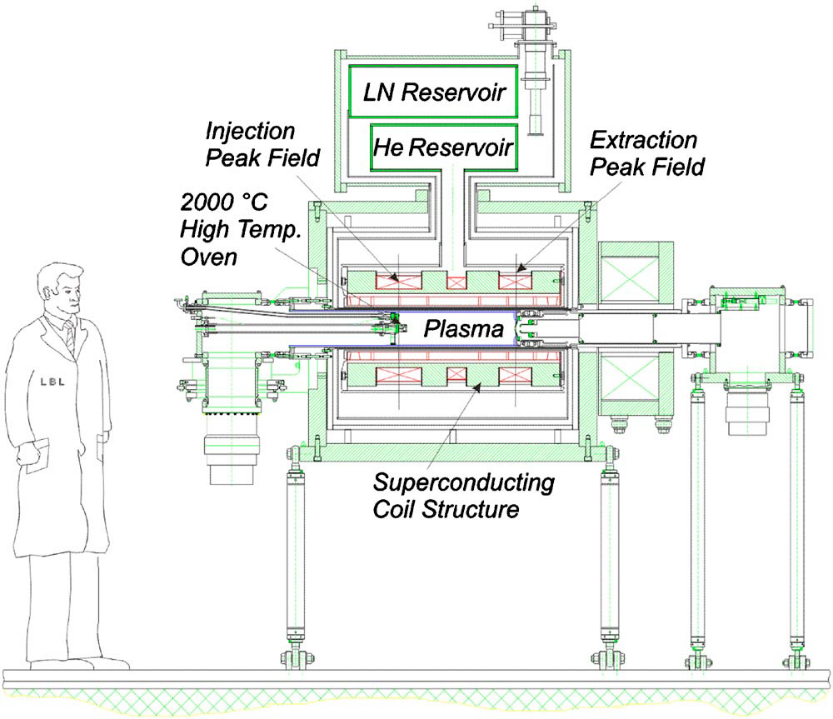 LN Reservoir
Injection
Peak Field
He Reservoir
Extraction
Peak Field
2000 °C
High Temp.
Oven
Plasma
LBL
Superconducting
Coil Structure